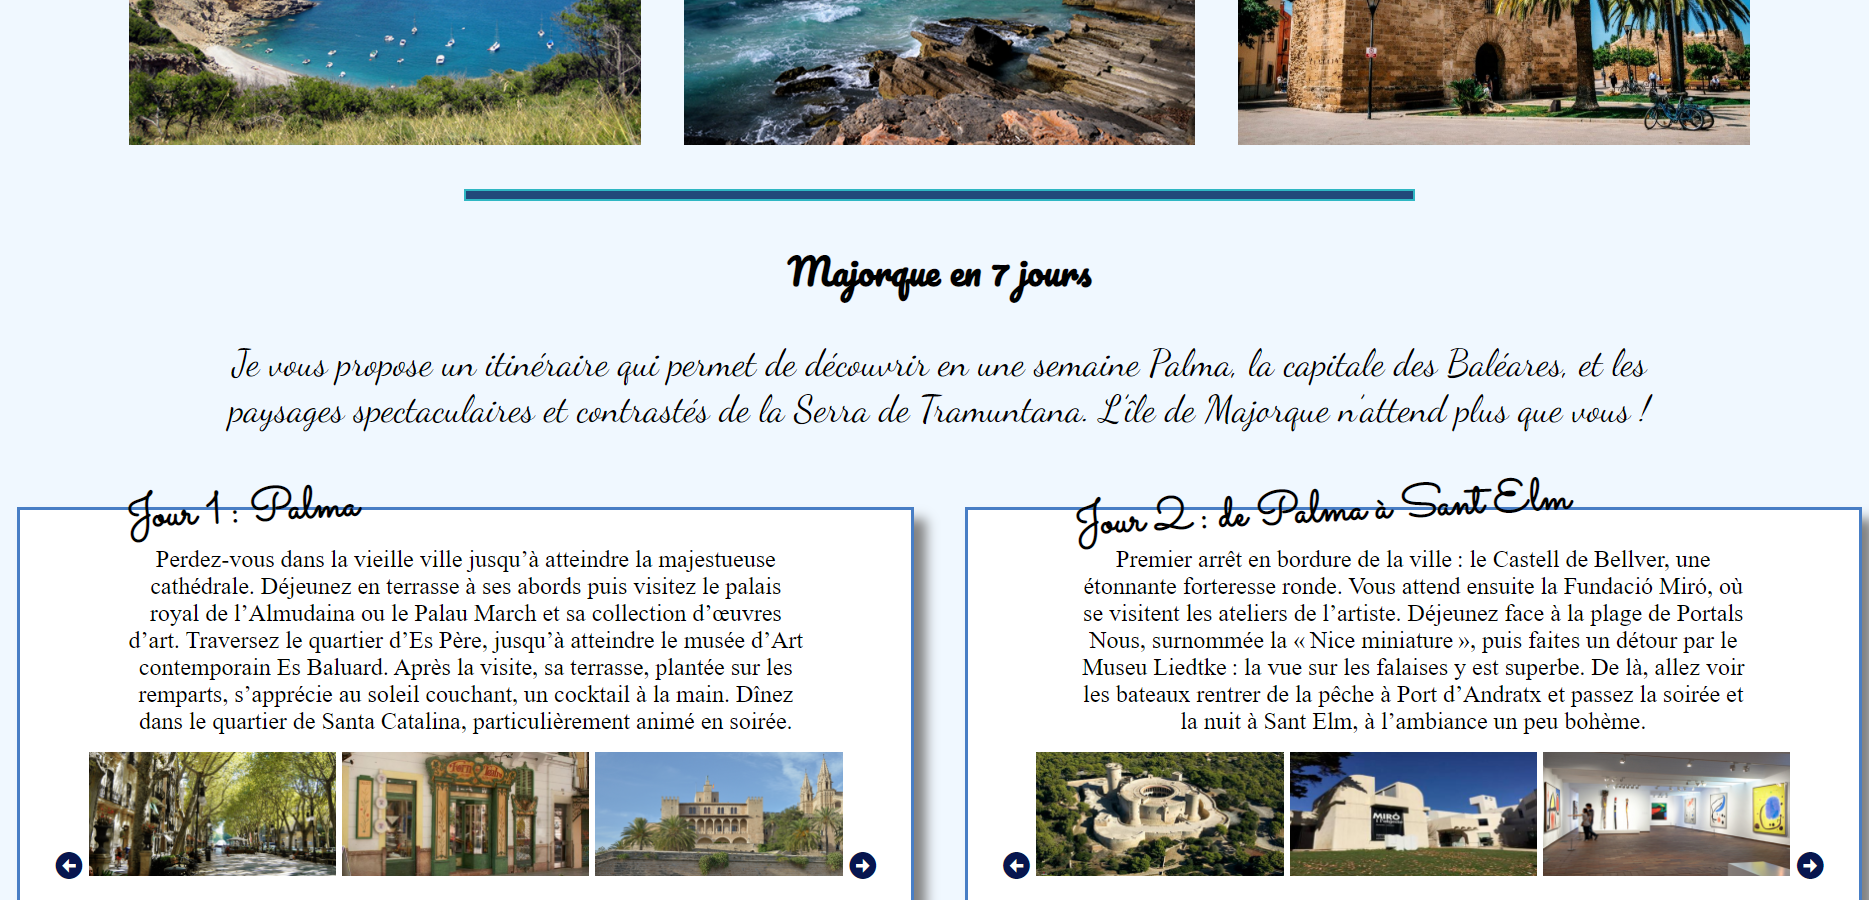 Majorque en 7 jours
Je vous propose un itinéraire qui permet de découvrir en une semaine Palma, la capitale des Baléares, et les
paysages spectaculaires et contrastés de la Serra de Tramuntana. L’île de Majorque n’attend plus que vous !
Jour 1 : Palma
Perdez-vous dans la vieille ville jusqu’à atteindre la majestueuse
cathédrale. Déjeunez en terrasse à ses abords puis visitez le palais
royal de l’Almudaina ou le Palau March et sa collection d’œuvres
d’art. Traversez le quartier d’Es Père, jusqu’à atteindre le musée d’Art
contemporain Es Baluard. Après la visite, sa terrasse, plantée sur les
remparts, s’apprécie au soleil couchant, un cocktail à la main. Dînez
dans le quartier de Santa Catalina, particulièrement animé en soirée.
Jour 2 : de Palma à Sant Elm
Premier arrêt en bordure de la ville : le Castell de Bellver, une
étonnante forteresse ronde. Vous attend ensuite la Fundació Miró, où
se visitent les ateliers de l’artiste. Déjeunez face à la plage de Portals
Nous, surnommée la « Nice miniature », puis faites un détour par le
Museu Liedtke : la vue sur les falaises y est superbe. De là, allez voir
les bateaux rentrer de la pêche à Port d’Andratx et passez la soirée et
la nuit à Sant Elm, à l’ambiance un peu bohème.
MIRÓ